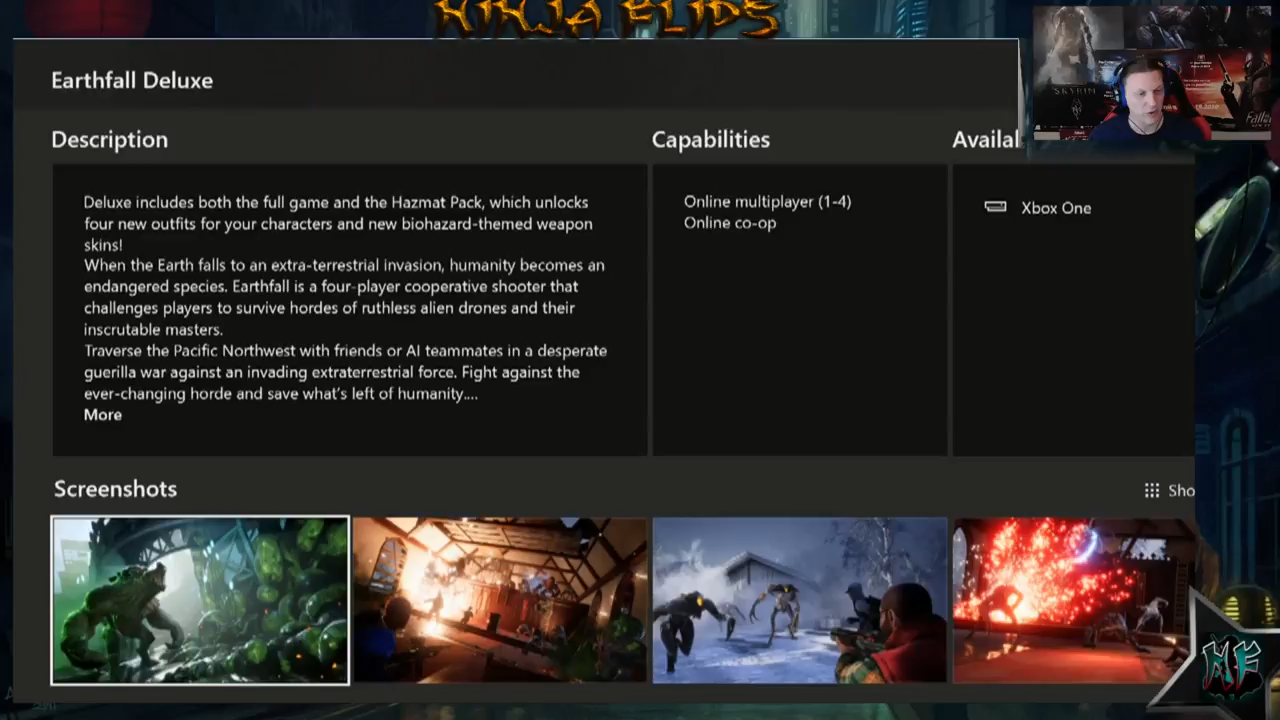 NINJA FLIPS
Earthfall Deluxe
Description
Capabilities
Availa
Deluxe includes both the full game and the Hazmat Pack, which unlocks
four new outfits for your characters and new biohazard-themed weapon
skins!
When the Earth falls to an extra-terrestrial invasion, humanity becomes an
endangered species. Earthfall is a four-player cooperative shooter that
challenges players to survive hordes of ruthless alien drones and their
inscrutable masters.
Traverse the Pacific Northwest with friends or AI teammates in a desperate
guerilla war against an invading extraterrestrial force. Fight against the
ever-changing horde and save what's left of humanity....
More
Online multiplayer (1-4)
Online co-op
Xbox One
SKYRIM
Screenshots
Sho
NF